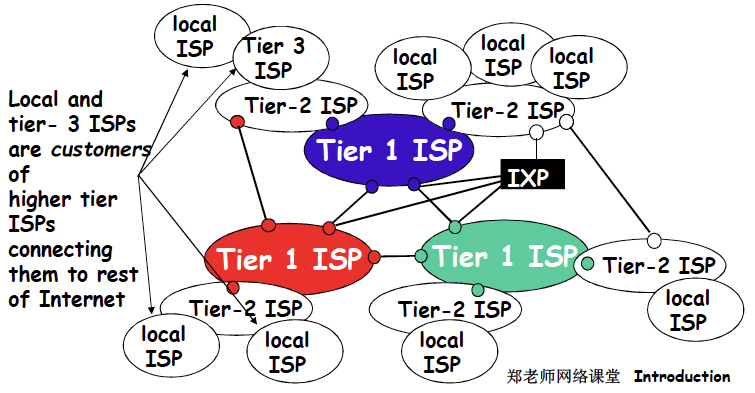 local
ISP
Tier 3
ISP
local
ISP
local
ISP
local
ISP
Tier-2 ISP
Tier-2 ISP
Local and
tier- 3 ISPs
are customers
of
higher tier
ISPs
connecting
them to rest
of Internet
Tier 1 ISP
IXP
Tier 1 ISP
Tier 1 ISP
Tier-2 ISP
Tier-2 ISP
Tier-2 ISP
local
ISP
local
ISP
local
ISP
local
ISP
郑老师网络课堂 Introduction